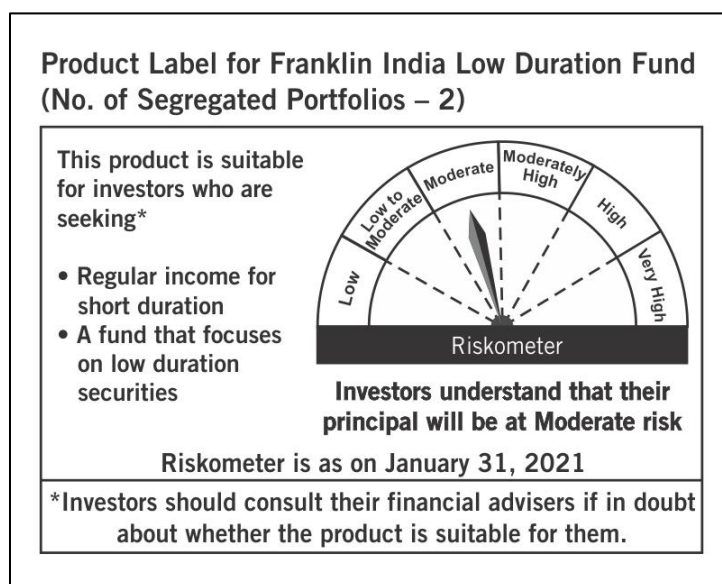 Product Label for Franklin India Low Duration Fund
(No. of Segregated Portfolios – 2)
This product is suitable
for investors who are
seeking*
• Regular income for
short duration
• A fund that focuses
on low duration
securities
Low
Low to
Moderate
Moderate
Moderately
High
High
Very High
Riskometer
Investors understand that their
principal will be at Moderate risk
Riskometer is as on January 31, 2021
*Investors should consult their financial advisers if in doubt
about whether the product is suitable for them.